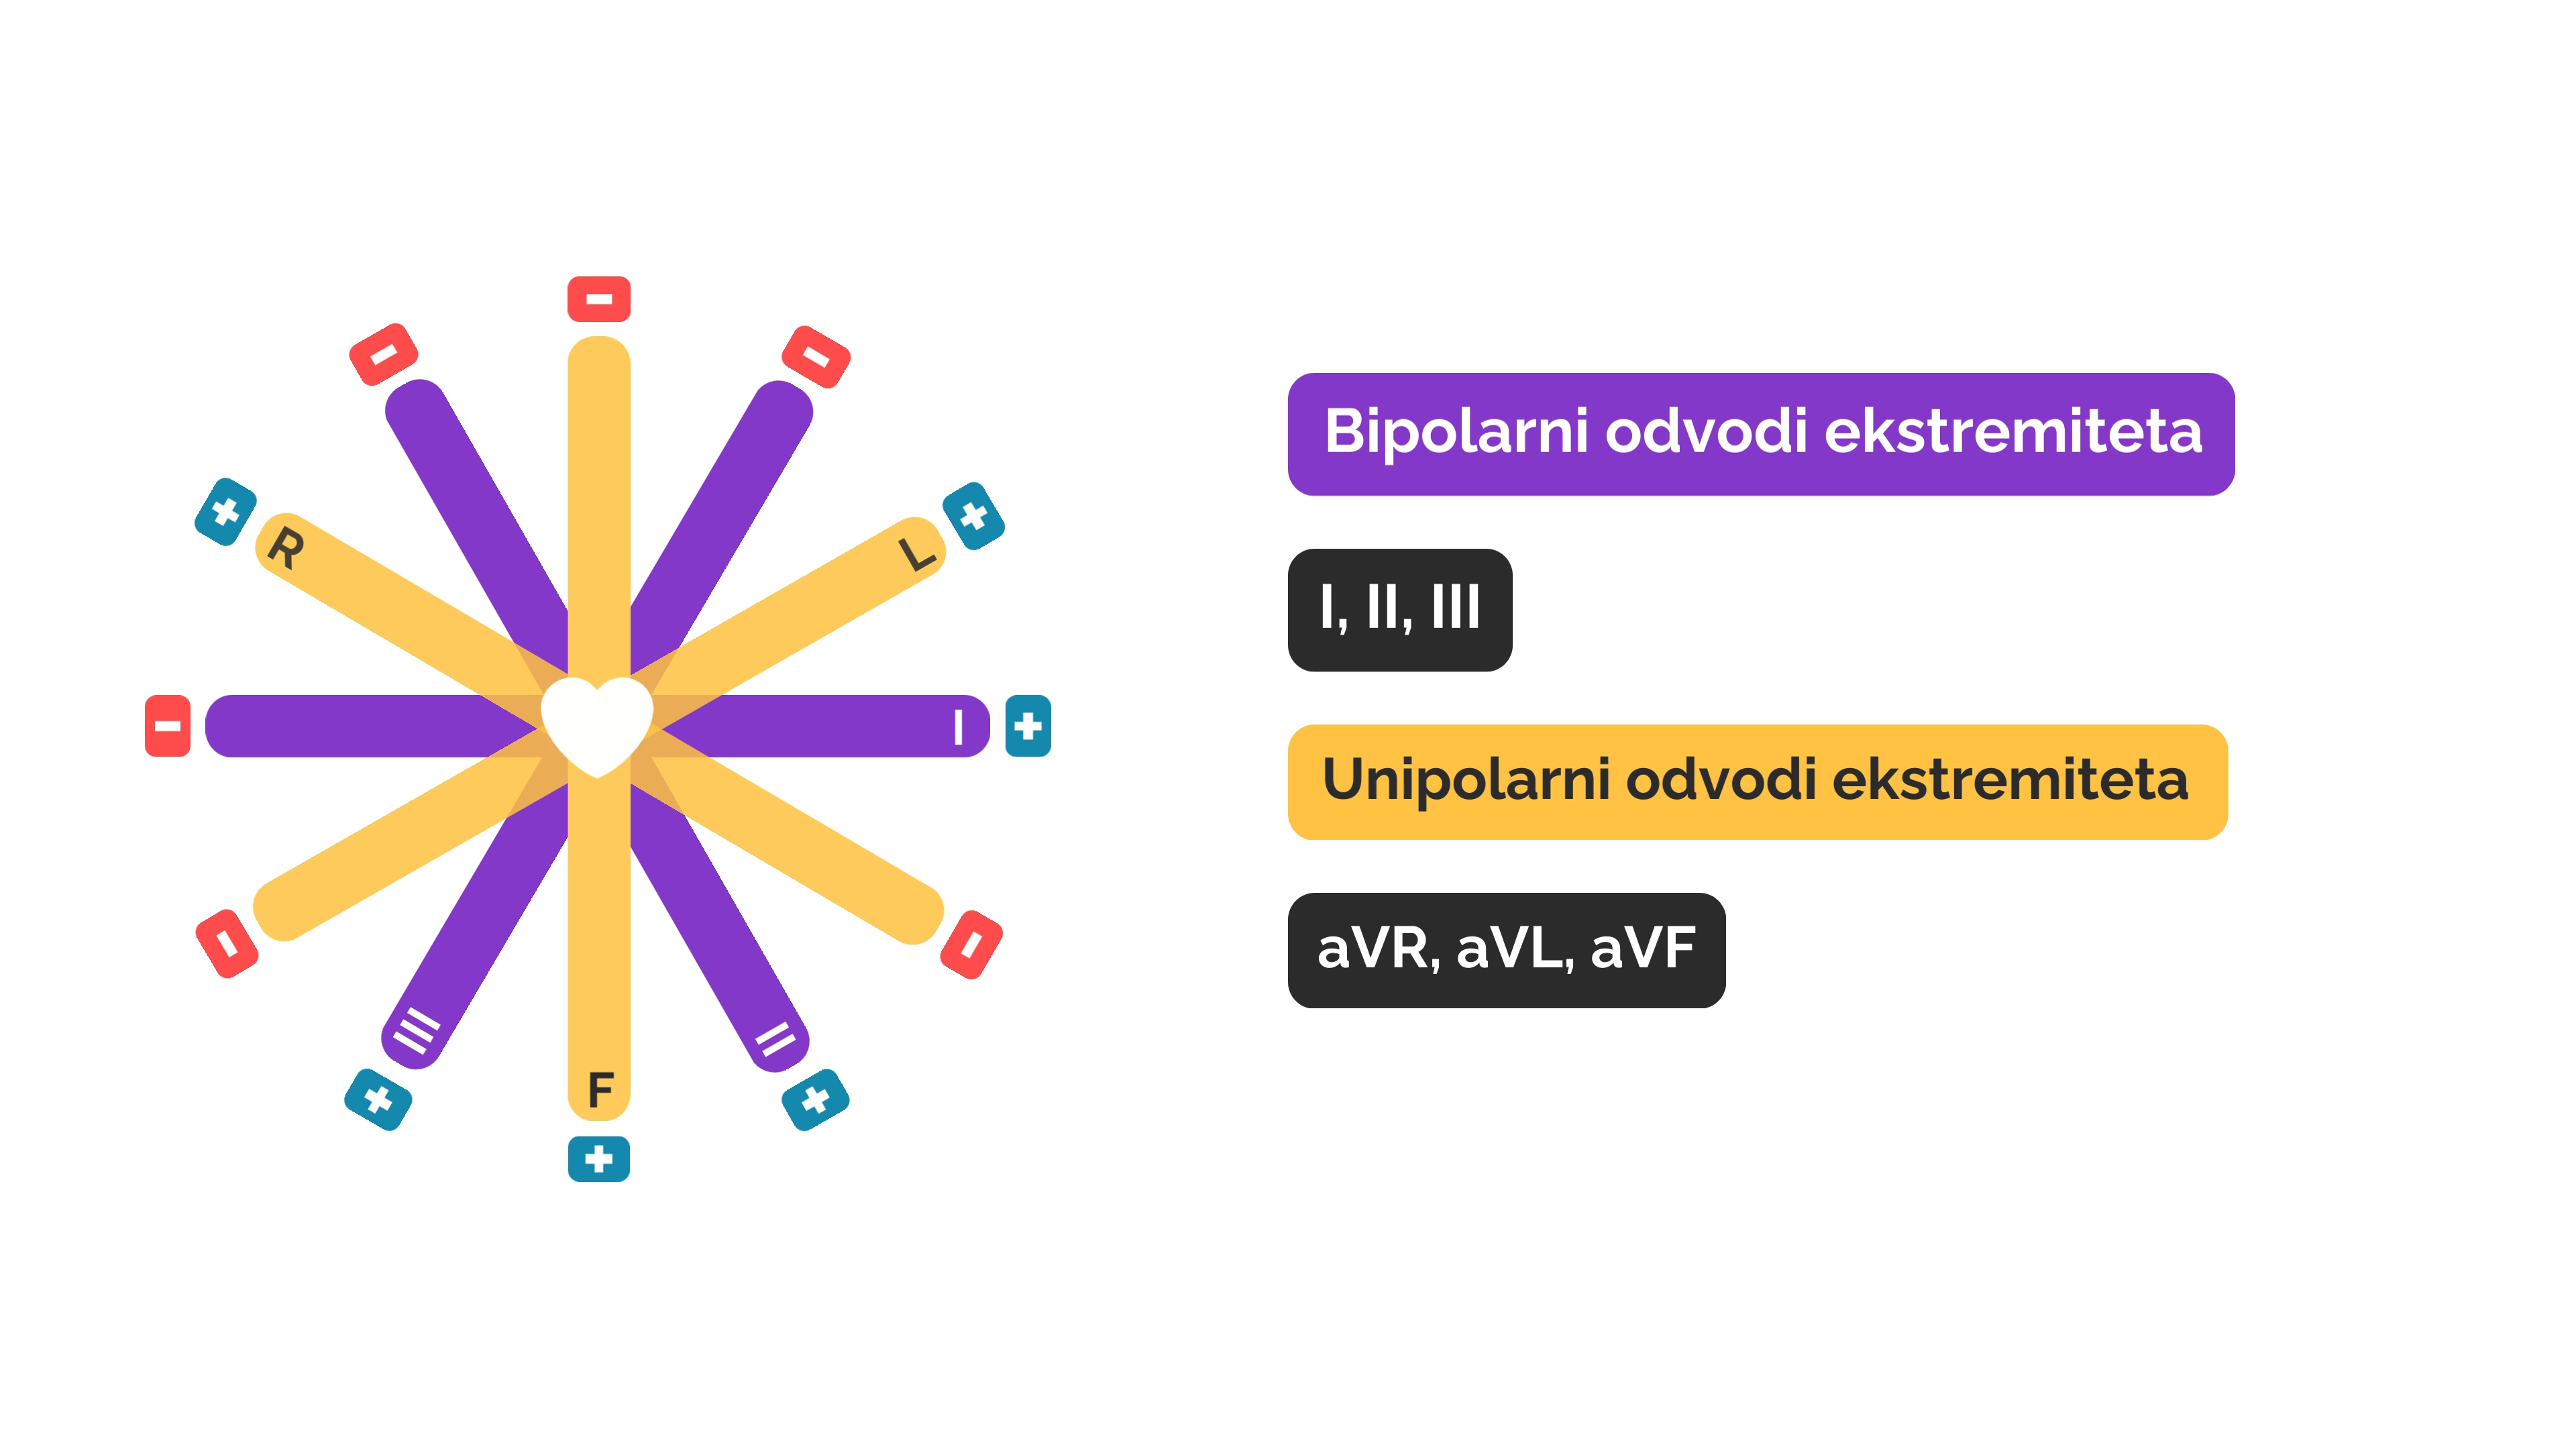 R
L
I
III
II
F
Bipolarni odvodi ekstremiteta
I, II, III
Unipolarni odvodi ekstremiteta
aVR, aVL, aVF